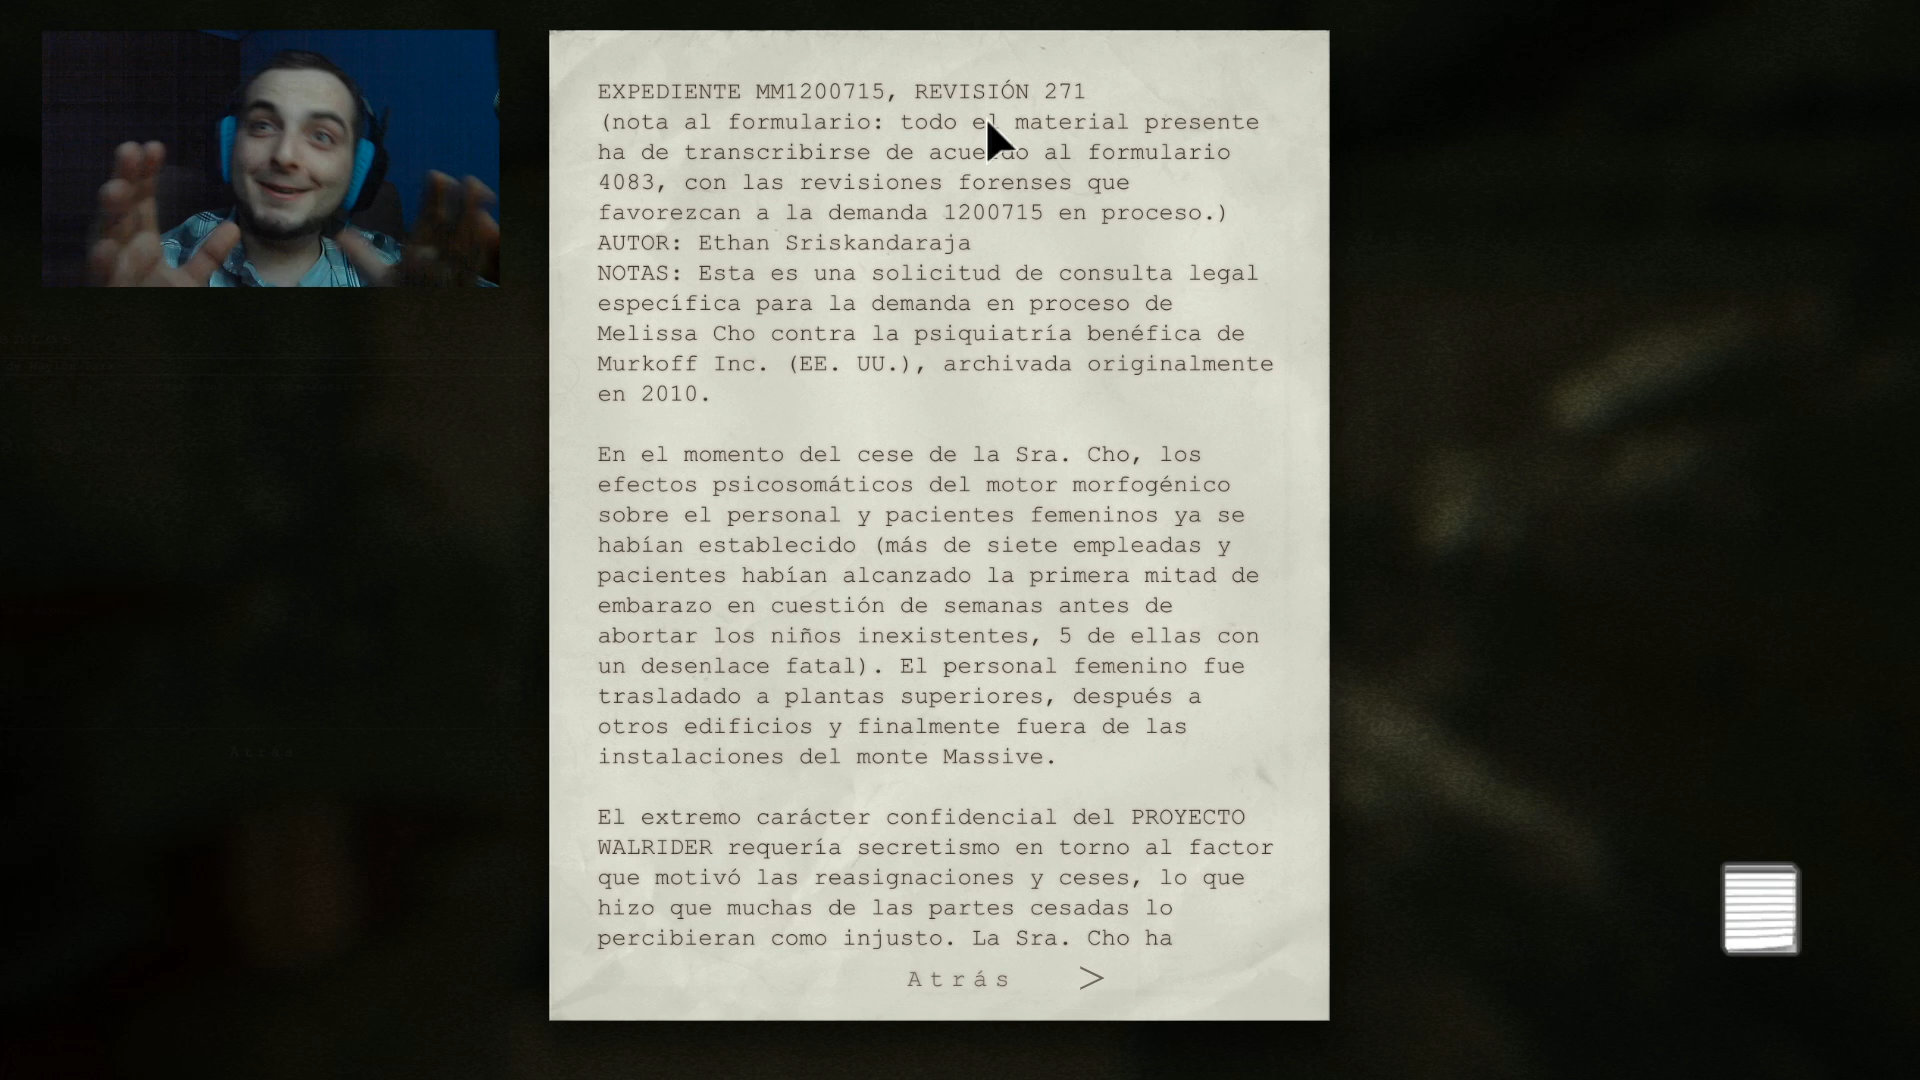 EXPEDIENTE MM1200715, REVISIÓN 271
(nota al formulario: todo el material presente
ha de transcribirse de acuerdo al formulario
4083, con las revisiones forenses que
favorezcan a la demanda 1200715 en proceso.)
AUTOR: Ethan Sriskandaraja
NOTAS: Esta es una solicitud de consulta legal
específica para la demanda en proceso de
Melissa Cho contra la psiquiatría benéfica de
Murkoff Inc. (EE. UU.), archivada originalmente
en 2010.
En el momento del cese de la Sra. Cho, los
efectos psicosomáticos del motor morfogénico
sobre el personal y pacientes femeninos ya se
habían establecido (más de siete empleadas y
pacientes habían alcanzado la primera mitad de
embarazo en cuestión de semanas antes de
abortar los niños inexistentes, 5 de ellas con
un desenlace fatal). El personal femenino fue
trasladado a plantas superiores, después a
otros edificios y finalmente fuera de las
instalaciones del monte Massive.
El extremo carácter confidencial del PROYECTO
WALRIDER requería secretismo en torno al factor
que motivó las reasignaciones y ceses, lo que
hizo que muchas de las partes cesadas lo
percibieran como injusto. La Sra. Cho ha
Atrás >
Atrás